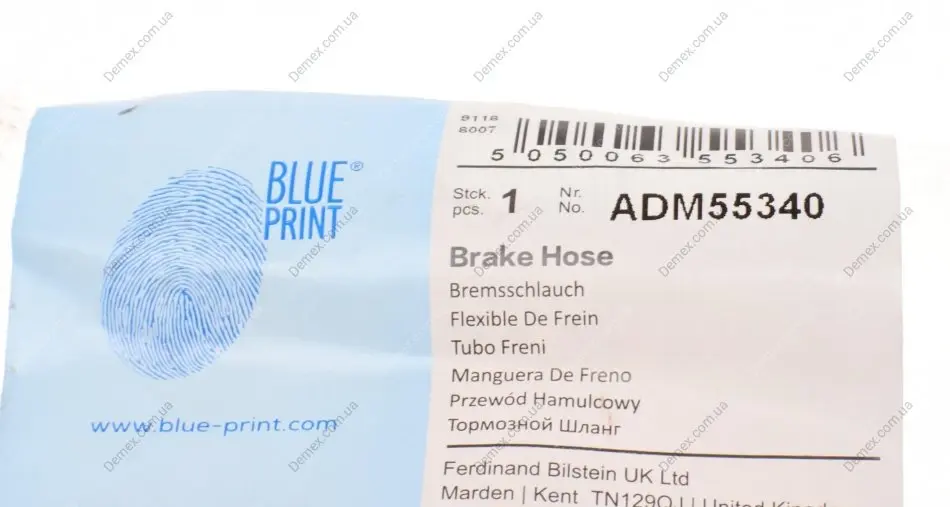 BLUE
PRINT®
www.blue-print.com
9118
8007
5 050063 553406
Stck.
pcs. 1 Nr.
No. ADM55340
Brake Hose
Bremsschlauch
Flexible De Frein
Tubo Freni
Manguera De Freno
Przewód Hamulcowy
Тормозной Шланг
Ferdinand Bilstein UK Ltd
Marden | Kent United
Demex.com.ua